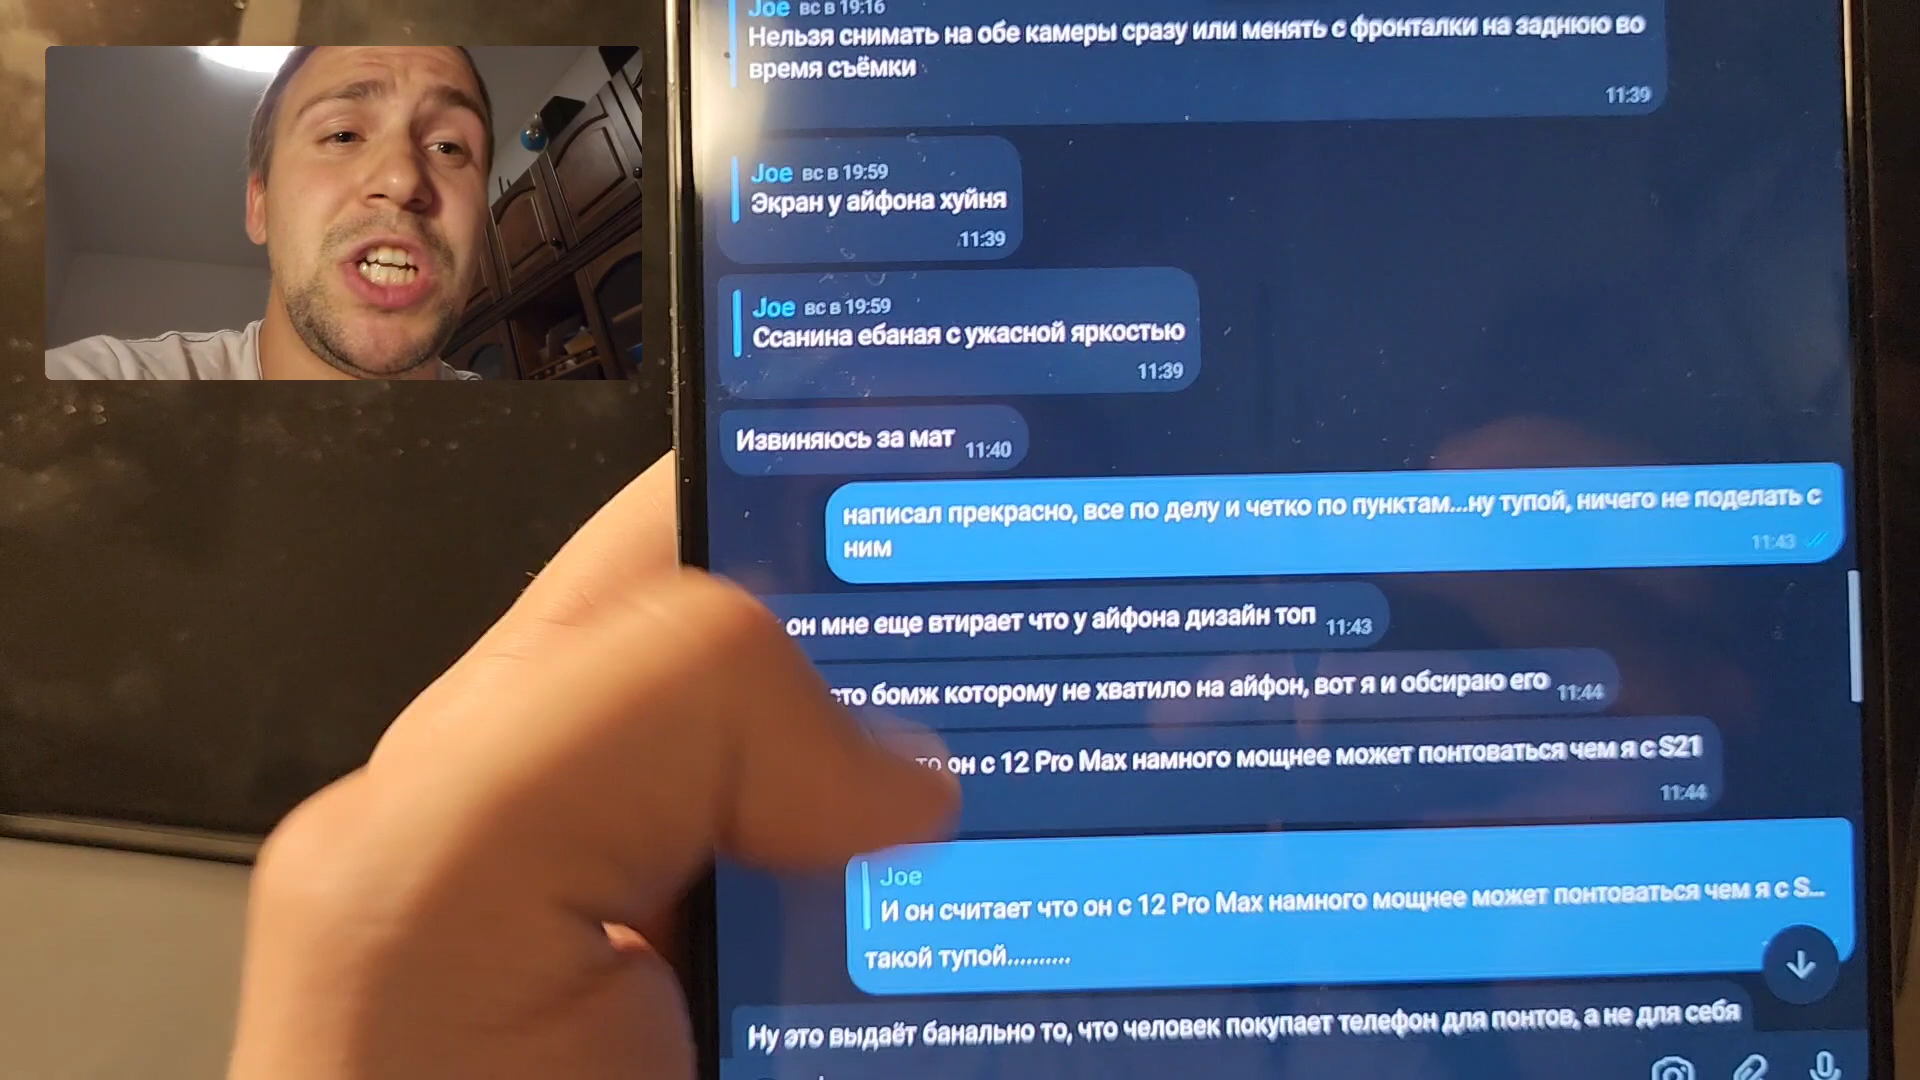 Joe вс в 19:16
Нельзя снимать на обе камеры сразу или менять с фронталки на заднюю во
время съёмки
11:39
Joe вс в 19:59
Экран у айфона хуйня
11:39
Joe вс в 19:59
Ссанина ебаная с ужасной яркостью
11:39
Извиняюсь за мат 11:40
написал прекрасно, все по делу и четко по пунктам...ну тупой, ничего не поделать с
ним
11:43
он мне еще втирает что у айфона дизайн топ 11:43
бомж которому не хватило на айфон, вот я и обсираю его 11:44
он с 12 Pro Max намного мощнее может понтоваться чем я с S21
11:44
Joe
И он считает что он с 12 Pro Max намного мощнее может понтоваться чем я с S...
такой тупой..........
Ну это выдаёт банально то, что человек покупает телефон для понтов, а не для себя